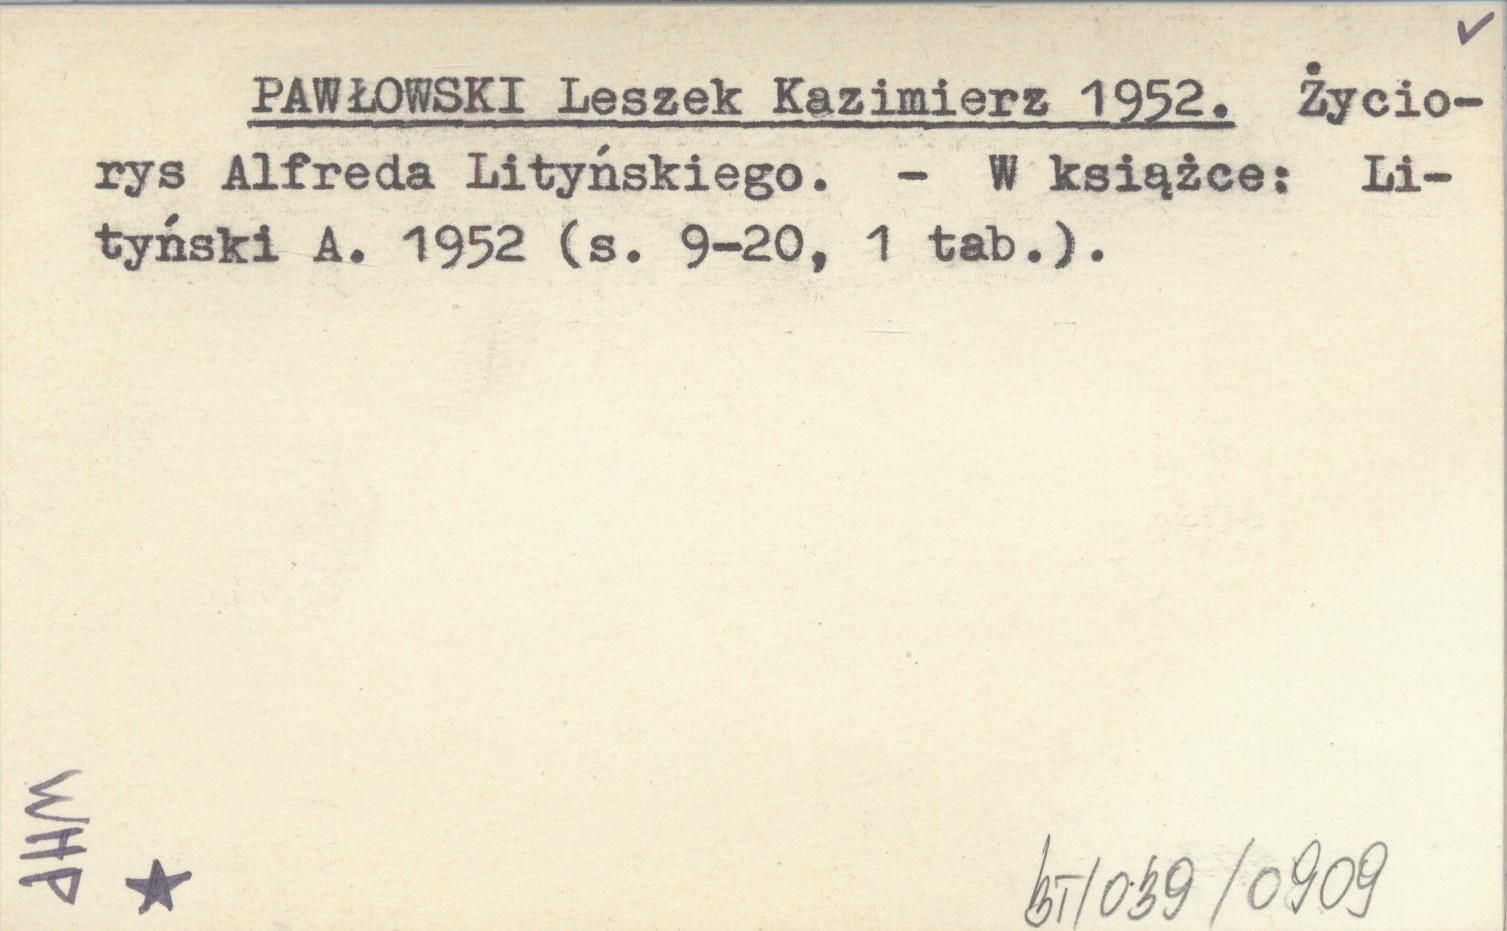 PAWŁOWSKI Leszek Kazimierz 1952. Życio-
rys Alfreda Lityńskiego. - W książce: Li-
tyński A. 1952 (s. 9-20, 1 tab.).
WHP
/039/0909